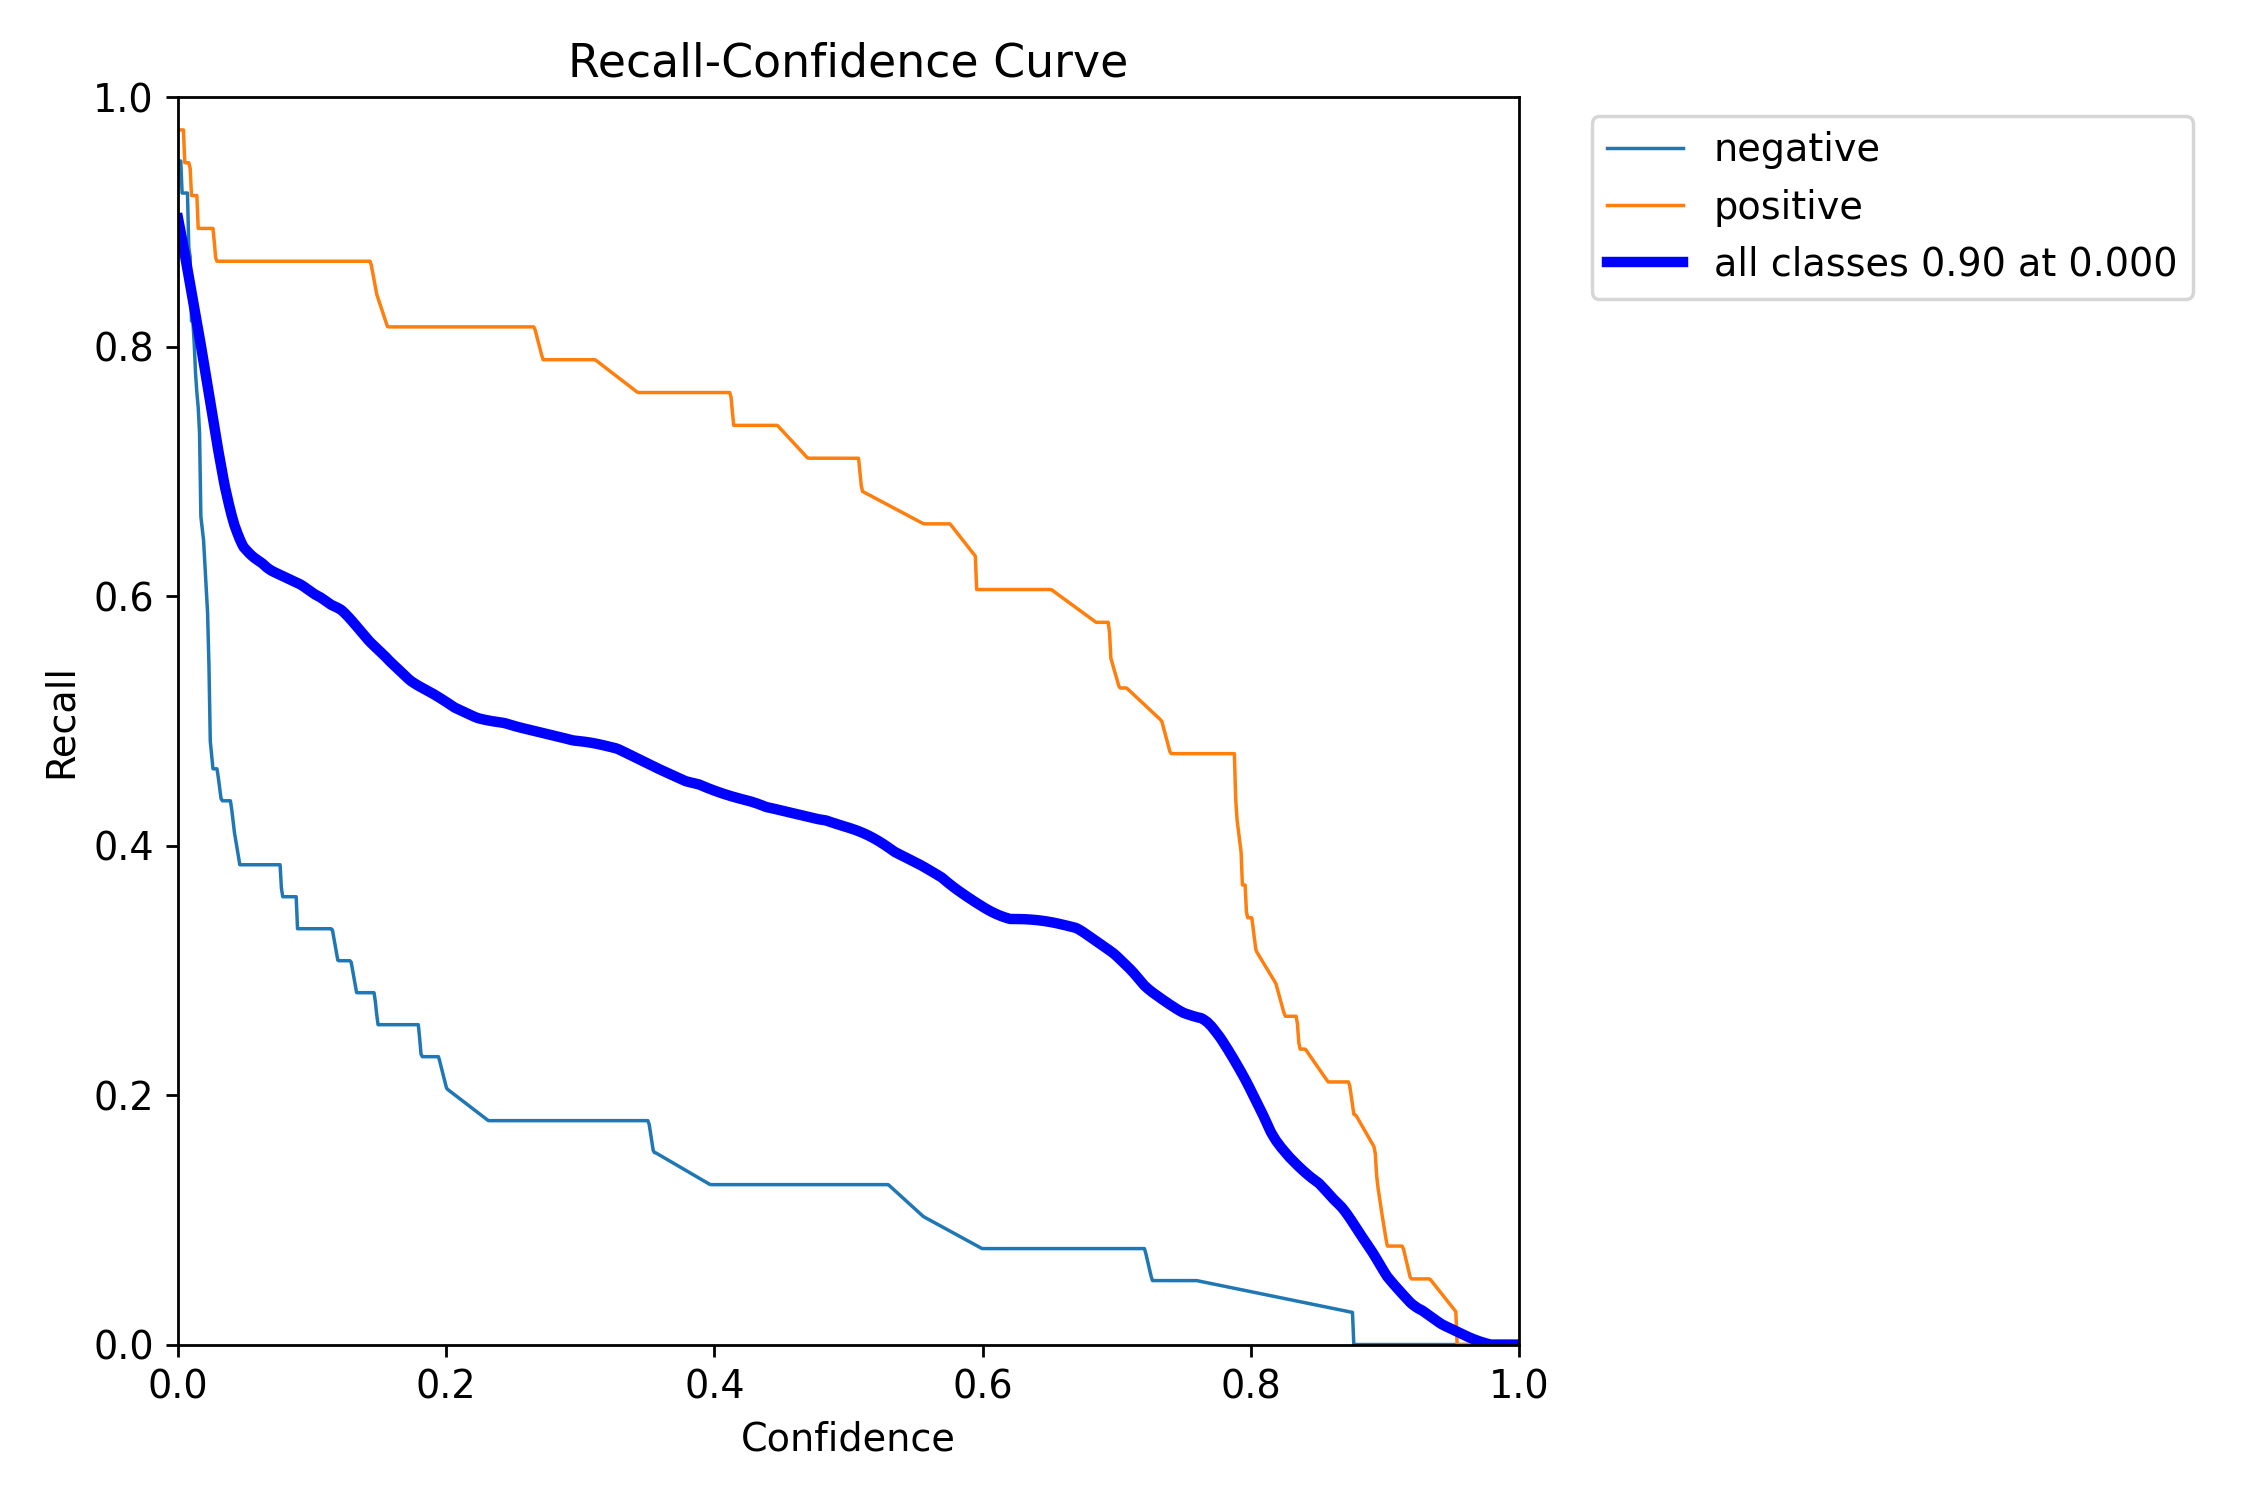 Recall-Confidence Curve
1.0
0.8
0.6
0.4
0.2
0.0
Recall
0.0 0.2 0.4 0.6 0.8 1.0
Confidence
negative
positive
all classes 0.90 at 0.000